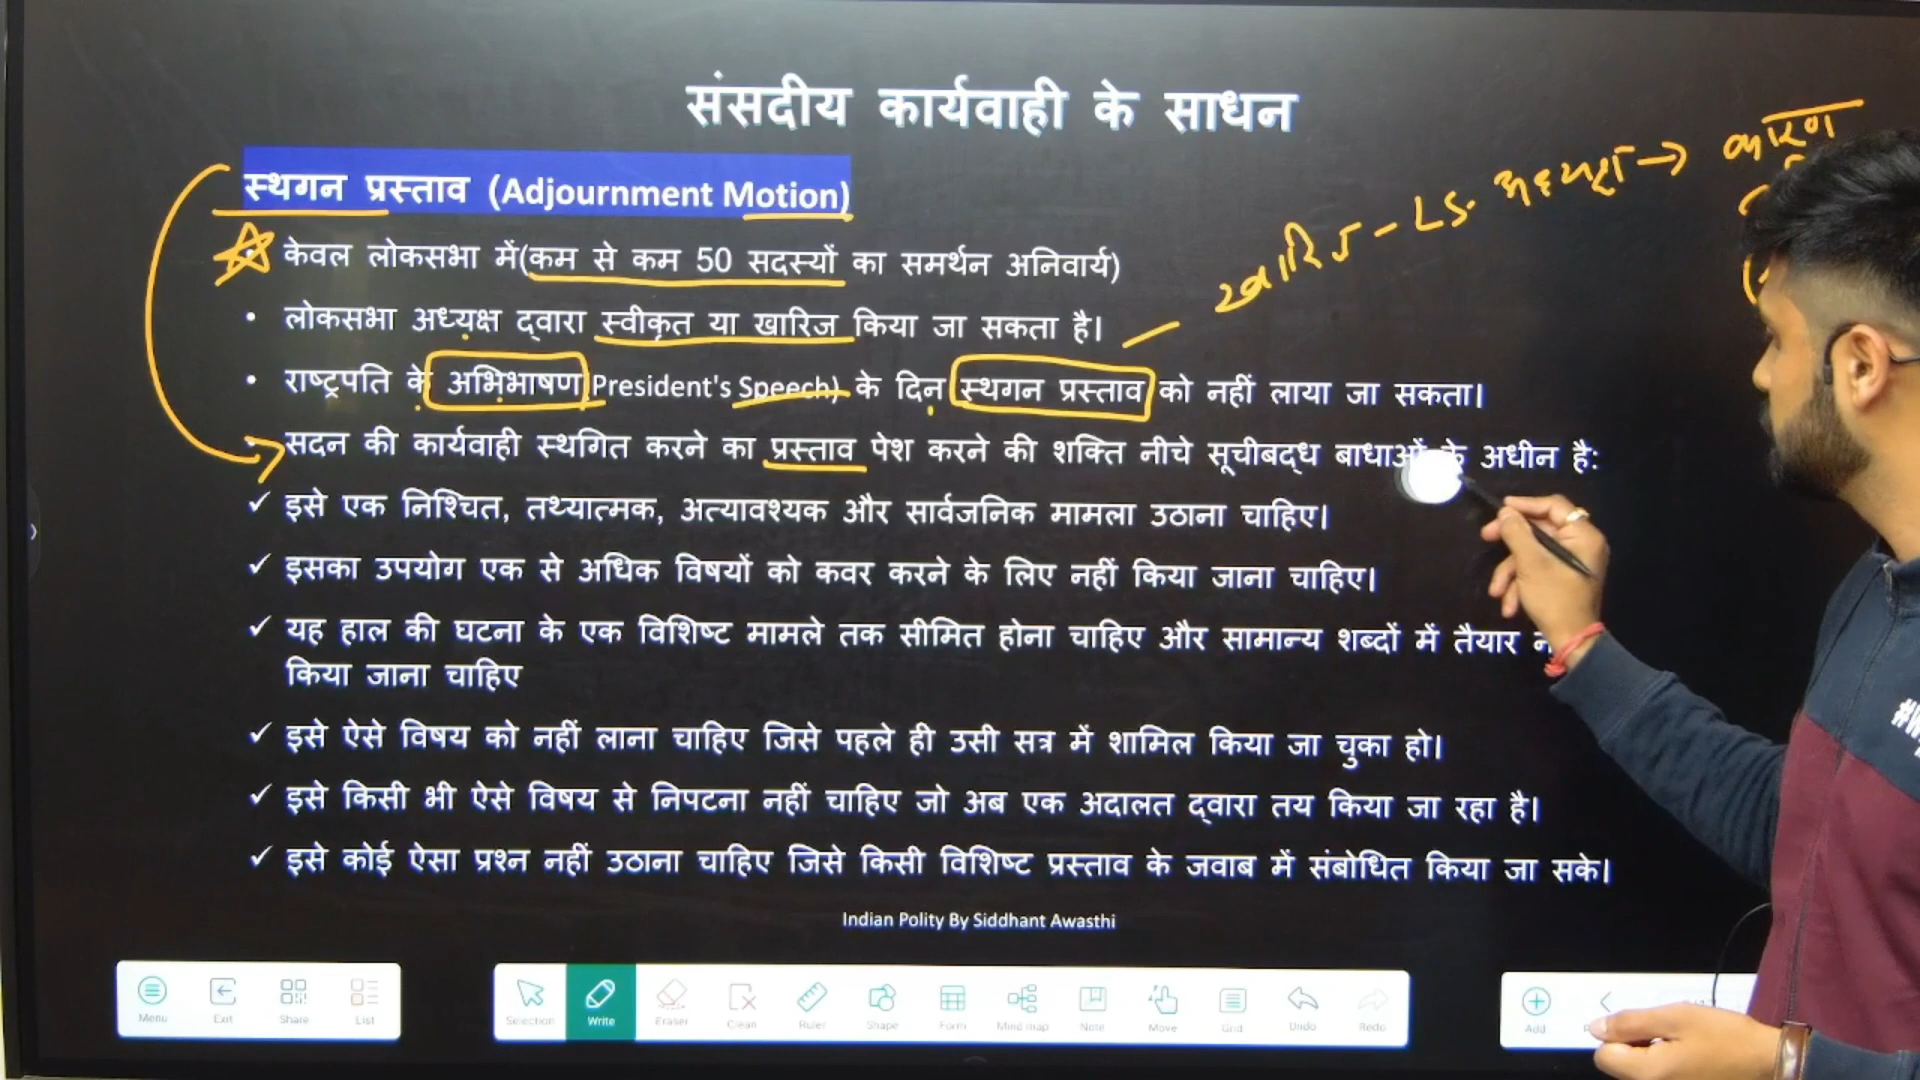 संसदीय कार्यवाही के साधन
स्थगन प्रस्ताव (Adjournment Motion)
केवल लोकसभा में(कम से कम 50 सदस्यों का समर्थन अनिवार्य)
• लोकसभा अध्यक्ष द्वारा स्वीकृत या खारिज किया जा सकता है।
खारिज - LS. अध्यक्ष → कारण
• राष्ट्रपति के अभिभाषण(President's Speech) के दिन स्थगन प्रस्ताव को नहीं लाया जा सकता।
• सदन की कार्यवाही स्थगित करने का प्रस्ताव पेश करने की शक्ति नीचे सूचीबद्ध बाधाओं के अधीन है:
✓ इसे एक निश्चित, तथ्यात्मक, अत्यावश्यक और सार्वजनिक मामला उठाना चाहिए।
✓ इसका उपयोग एक से अधिक विषयों को कवर करने के लिए नहीं किया जाना चाहिए।
✓ यह हाल की घटना के एक विशिष्ट मामले तक सीमित होना चाहिए और सामान्य शब्दों में तैयार
किया जाना चाहिए
✓ इसे ऐसे विषय को नहीं लाना चाहिए जिसे पहले ही उसी सत्र में शामिल किया जा चुका हो।
✓ इसे किसी भी ऐसे विषय से निपटना नहीं चाहिए जो अब एक अदालत द्वारा तय किया जा रहा है।
✓ इसे कोई ऐसा प्रश्न नहीं उठाना चाहिए जिसे किसी विशिष्ट प्रस्ताव के जवाब में संबोधित किया जा सके।
Indian Polity By Siddhant Awasthi
Menu Exit Share List Selection Write Eraser Clean Ruler Shape Form Mind map Note Move Grid Undo Redo Add